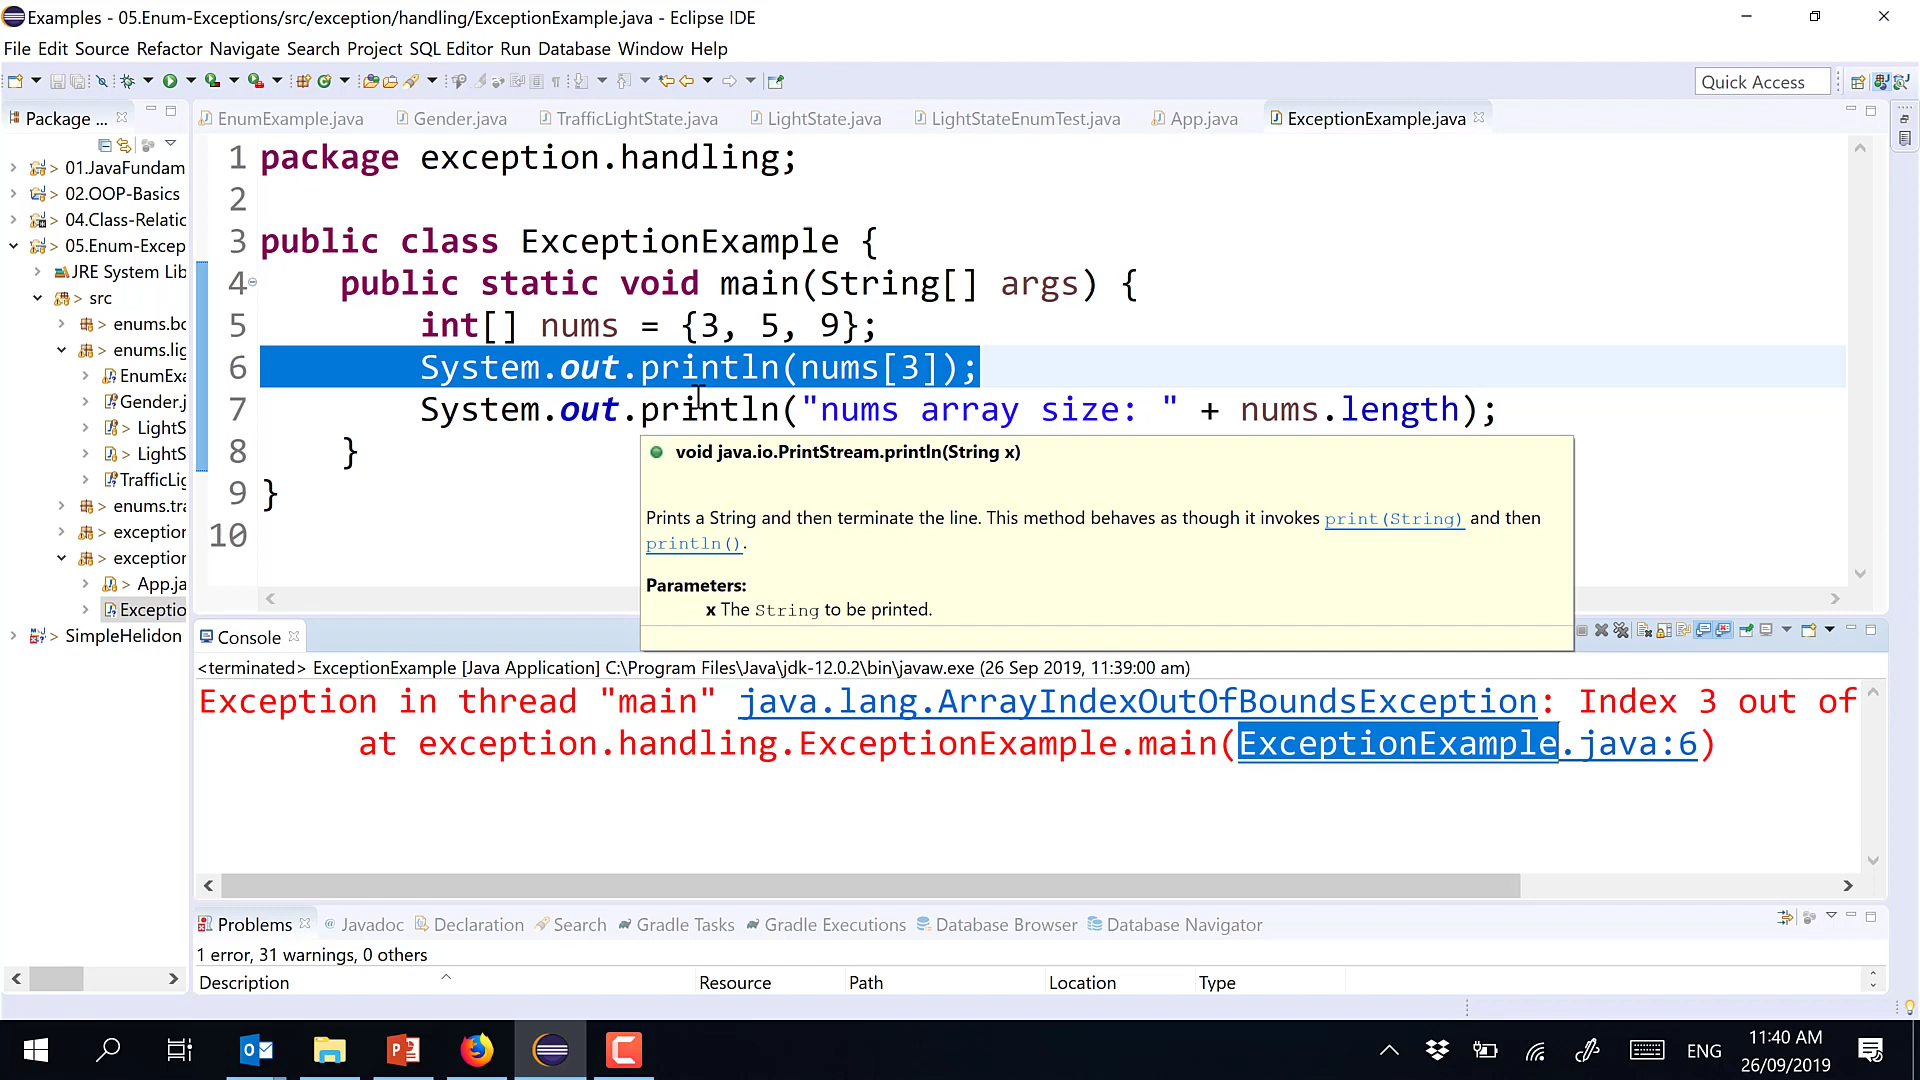 Examples - 05.Enum-Exceptions/src/exception/handling/ExceptionExample.java - Eclipse IDE
File Edit Source Refactor Navigate Search Project SQL Editor Run Database Window Help
Quick Access
Package ...
EnumExample.java Gender.java TrafficLightState.java LightState.java LightStateEnumTest.java App.java ExceptionExample.java
> 01.JavaFundam
> 02.OOP-Basics
> 04.Class-Relatic
> 05.Enum-Excep
JRE System Lib
> src
> enums.bc
> enums.lig
EnumExa
Gender.j
> LightS
> LightS
TrafficLig
> enums.tra
> exception
> exception
> App.ja
Exceptio
> SimpleHelidon
1 package exception.handling;
2
3 public class ExceptionExample {
4 public static void main(String[] args) {
5 int[] nums = {3, 5, 9};
6 System.out.println(nums[3]);
7 System.out.println("nums array size: " + nums.length);
8 }
9 }
10
void java.io.PrintStream.println(String x)
Prints a String and then terminate the line. This method behaves as though it invokes print(String) and then
println().
Parameters:
x The String to be printed.
Console
<terminated> ExceptionExample [Java Application] C:\Program Files\Java\jdk-12.0.2\bin\javaw.exe (26 Sep 2019, 11:39:00 am)
Exception in thread "main" java.lang.ArrayIndexOutOfBoundsException: Index 3 out of
at exception.handling.ExceptionExample.main(ExceptionExample.java:6)
Problems @ Javadoc Declaration Search Gradle Tasks Gradle Executions Database Browser Database Navigator
1 error, 31 warnings, 0 others
Description Resource Path Location Type
ENG
11:40 AM
26/09/2019